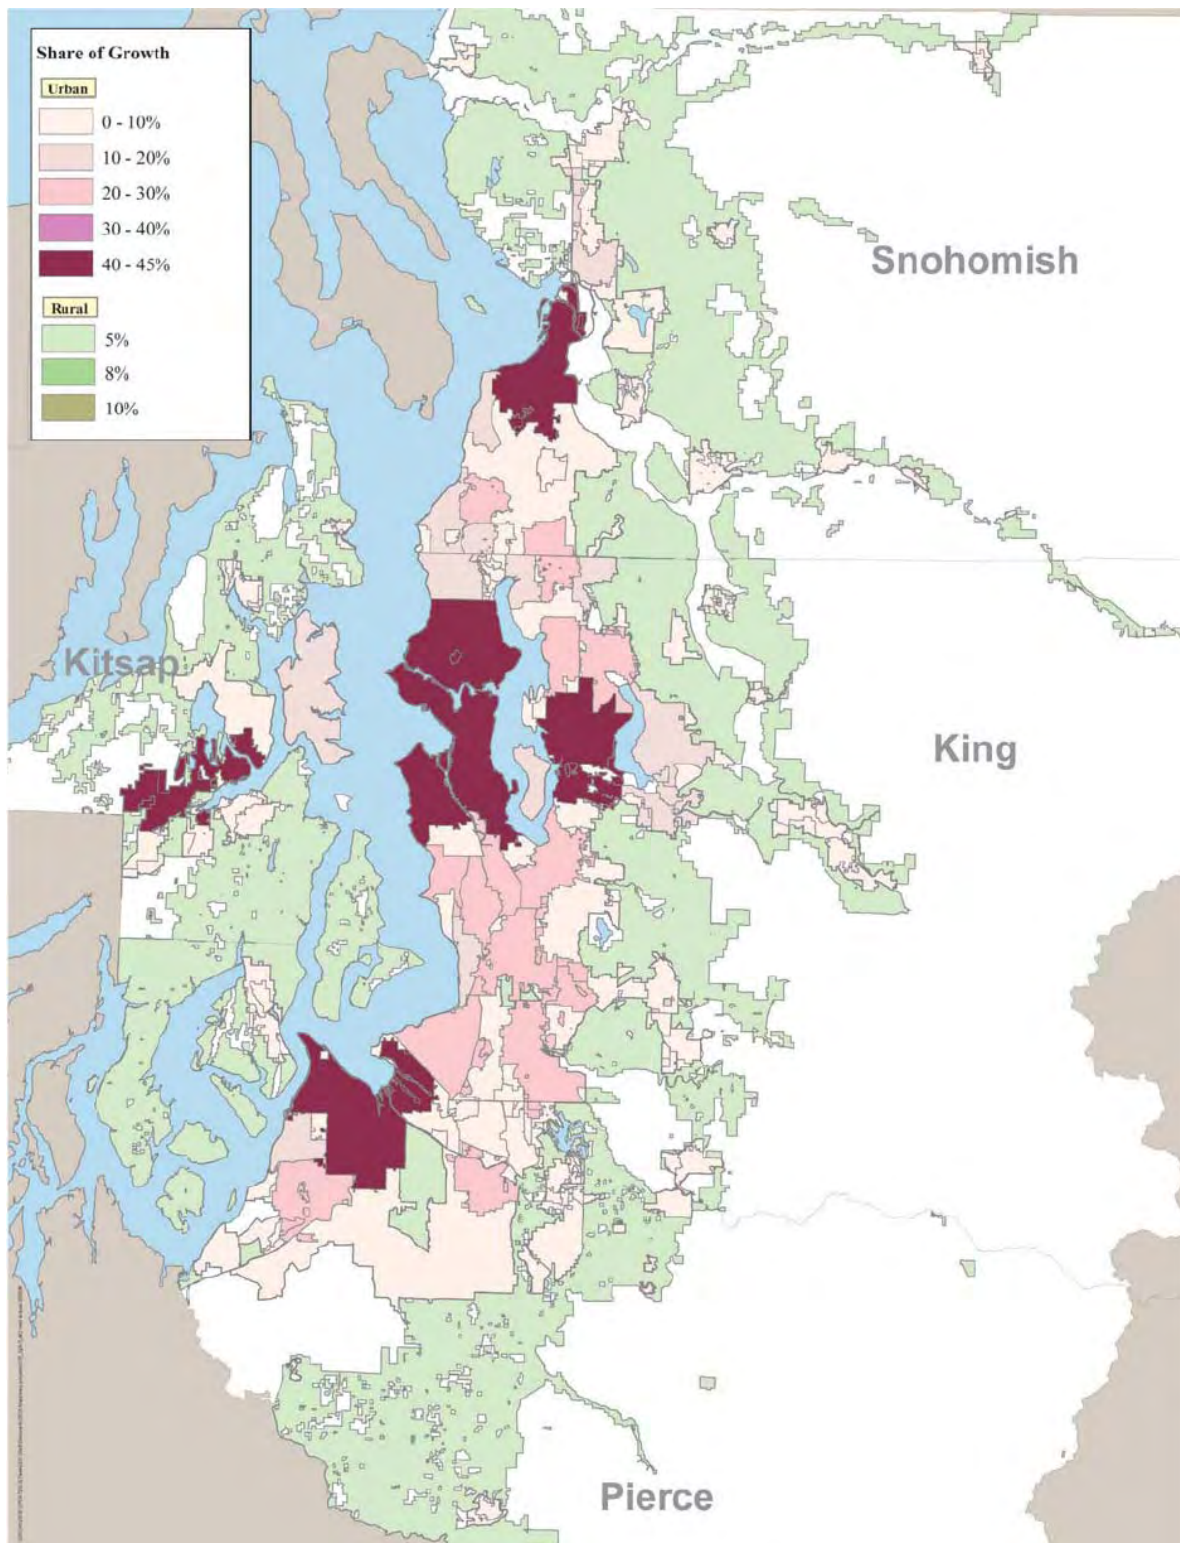 Share of Growth
Urban
0 - 10%
10 - 20%
20 - 30%
30 - 40%
40 - 45%
Rural
5%
8%
10%
Snohomish
Kitsap
King
Pierce